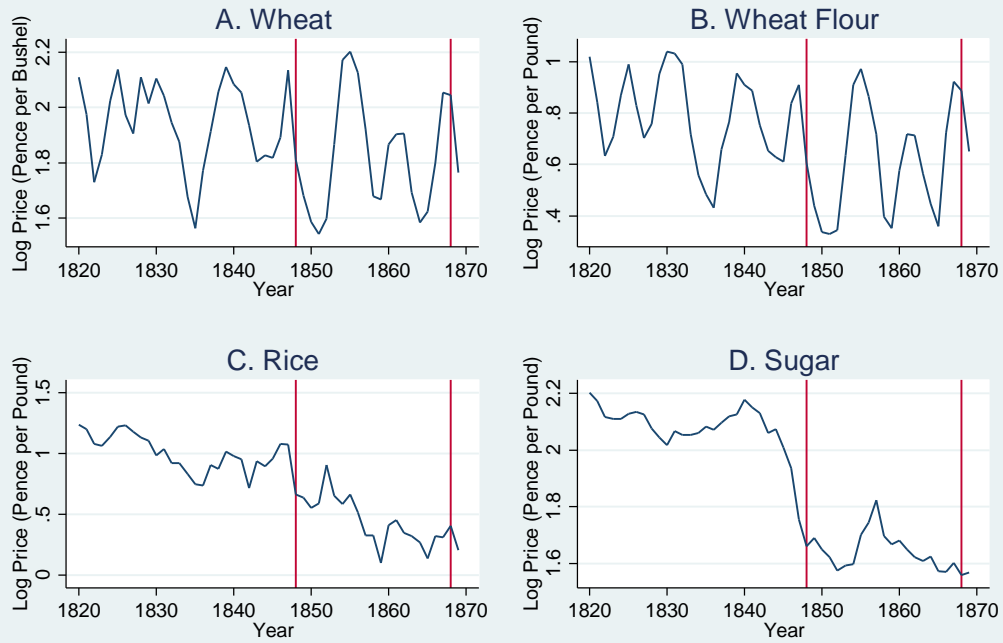 A. Wheat
Log Price (Pence per Bushel)
2.2
2
1.8
1.6
1820 1830 1840 1850 1860 1870
Year
B. Wheat Flour
Log Price (Pence per Pound)
1
.8
.6
.4
1820 1830 1840 1850 1860 1870
Year
C. Rice
Log Price (Pence per Pound)
1.5
1
.5
0
1820 1830 1840 1850 1860 1870
Year
D. Sugar
Log Price (Pence per Pound)
2.2
2
1.8
1.6
1820 1830 1840 1850 1860 1870
Year